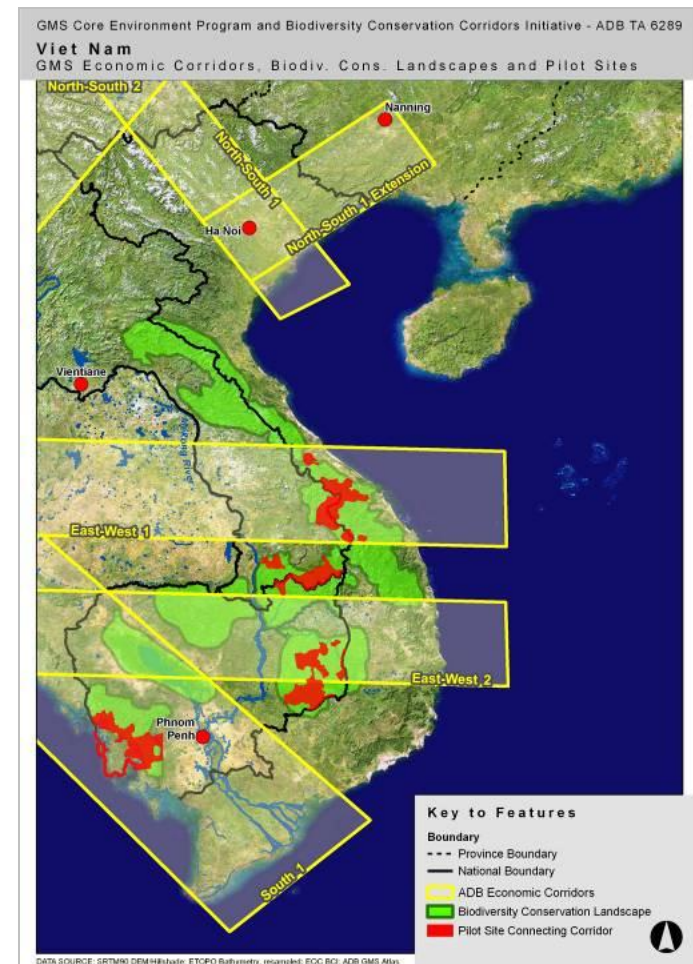 GMS Core Environment Program and Biodiversity Conservation Corridors Initiative - ADB TA 6289
Viet Nam
GMS Economic Corridors, Biodiv. Cons. Landscapes and Pilot Sites
North-South 2
Nanning
North-South 1
North-South 1 Extension
Ha Noi
Vientiane
Mekong River
East-West 1
East-West 2
Phnom
Penh
South 1
Key to Features
Boundary
Province Boundary
National Boundary
ADB Economic Corridors
Biodiversity Conservation Landscape
Pilot Site Connecting Corridor
DATA SOURCE: SRTM90 DEM/Hillshade; ETOPO Bathymetry, resampled; EOC BCI; ADB GMS Atlas